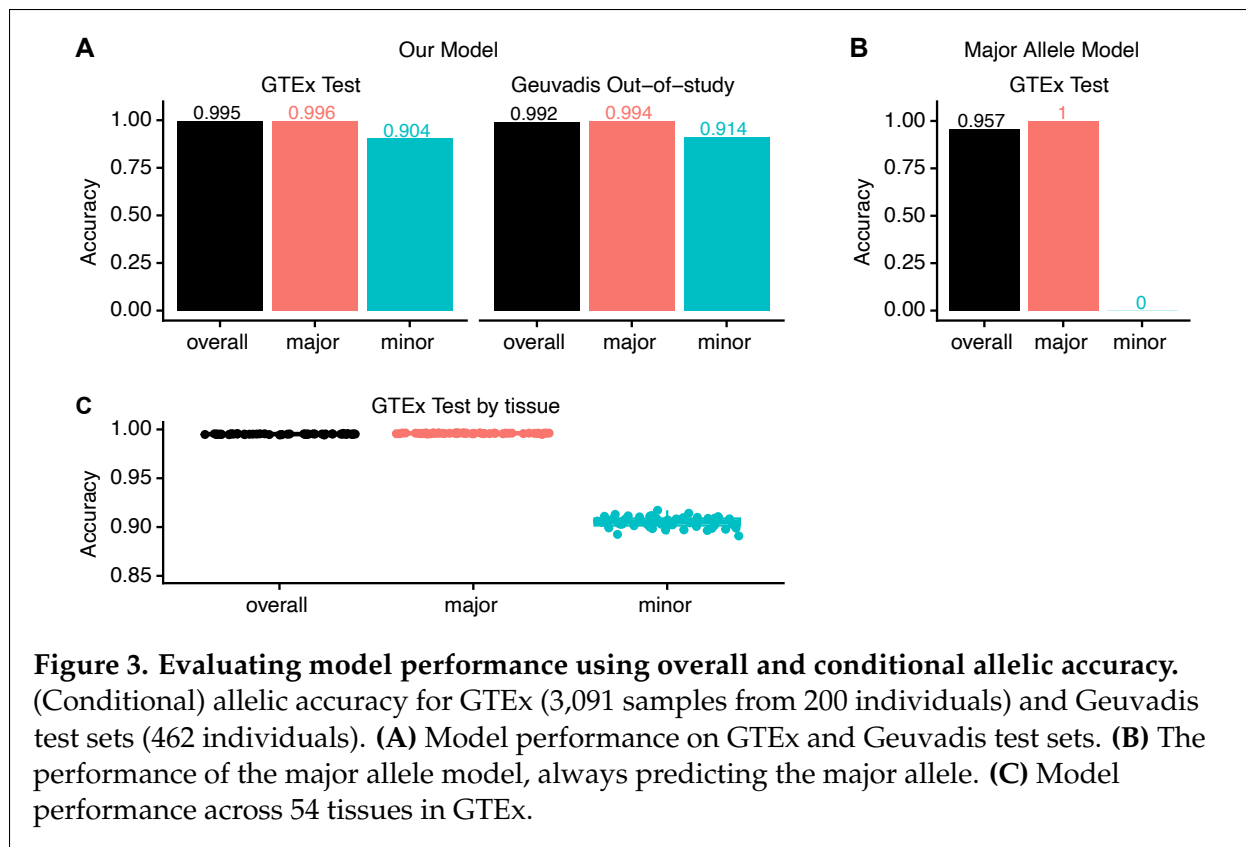 A
Our Model
GTEx Test
Geuvadis Out−of−study
0.995
0.996
0.904
0.992
0.994
0.914
1.00
0.75
0.50
0.25
0.00
Accuracy
overall
major
minor
overall
major
minor
B
Major Allele Model
GTEx Test
0.957
1
0
1.00
0.75
0.50
0.25
0.00
Accuracy
overall
major
minor
C
GTEx Test by tissue
1.00
0.95
0.90
0.85
Accuracy
overall
major
minor
Figure 3. Evaluating model performance using overall and conditional allelic accuracy.
(Conditional) allelic accuracy for GTEx (3,091 samples from 200 individuals) and Geuvadis
test sets (462 individuals). (A) Model performance on GTEx and Geuvadis test sets. (B) The
performance of the major allele model, always predicting the major allele. (C) Model
performance across 54 tissues in GTEx.